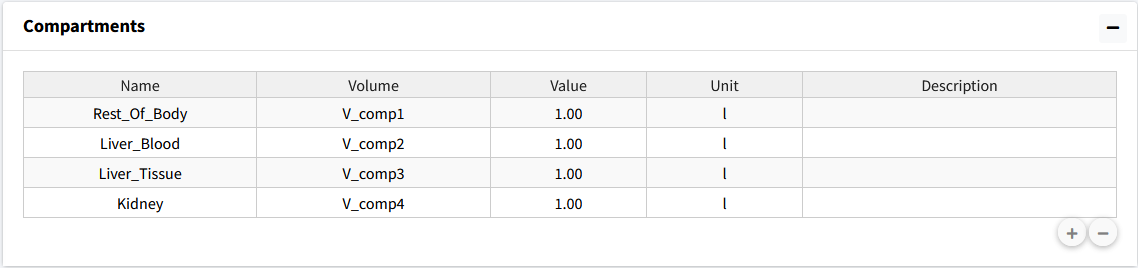 Compartments
Name Volume Value Unit Description
Rest_Of_Body V_comp1 1.00 l
Liver_Blood V_comp2 1.00 l
Liver_Tissue V_comp3 1.00 l
Kidney V_comp4 1.00 l